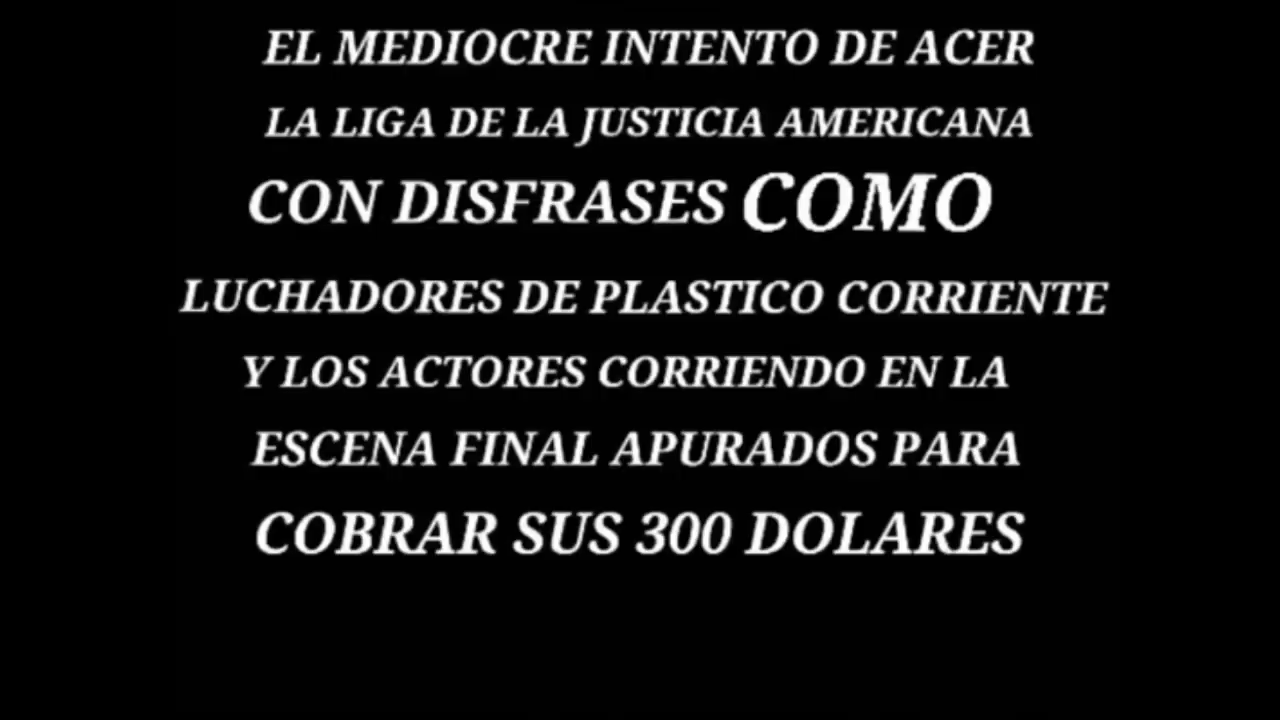 EL MEDIOCRE INTENTO DE ACER
LA LIGA DE LA JUSTICIA AMERICANA
CON DISFRASES COMO
LUCHADORES DE PLASTICO CORRIENTE
Y LOS ACTORES CORRIENDO EN LA
ESCENA FINAL APURADOS PARA
COBRAR SUS 300 DOLARES